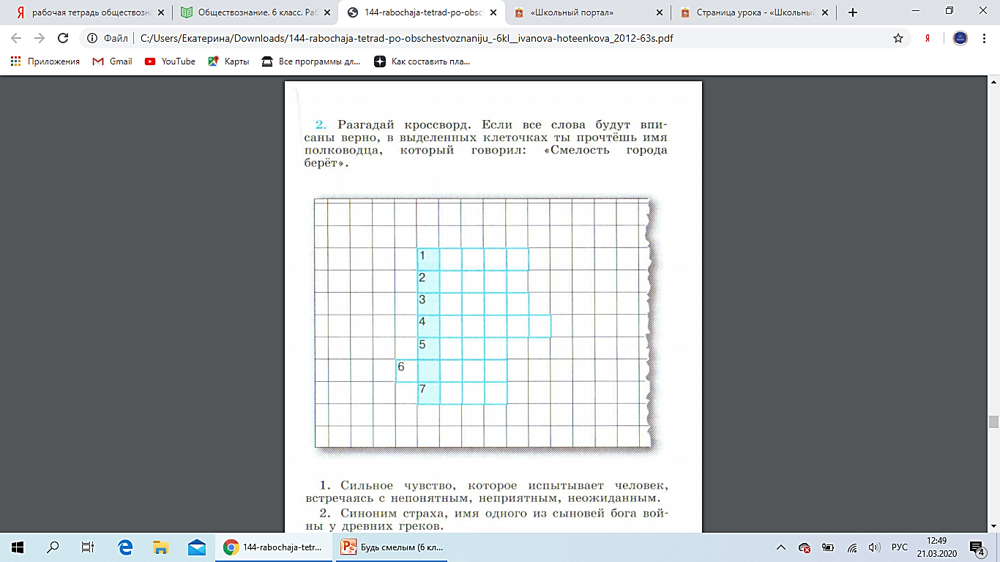 рабочая тетрадь обществозн
Обществознание. 6 класс. Раб
144-rabochaja-tetrad-po-obsc
«Школьный портал»
Страница урока - «Школьный
Файл
C:/Users/Екатерина/Downloads/144-rabochaja-tetrad-po-obschestvoznaniju_-6kl__ivanova-hoteenkova_2012-63s.pdf
Приложения
Gmail
YouTube
Карты
Все программы дл...
Как составить пла...
2. Разгадай кроссворд. Если все слова будут впи-
саны верно, в выделенных клеточках ты прочтёшь имя
полководца, который говорил: «Смелость города
берёт».
1
2
3
4
5
6
7
1. Сильное чувство, которое испытывает человек,
встречаясь с непонятным, неприятным, неожиданным.
2. Синоним страха, имя одного из сыновей бога вой-
ны у древних греков.
144-rabochaja-tetr...
Будь смелым (6 кл...
РУС
12:49
21.03.2020
4